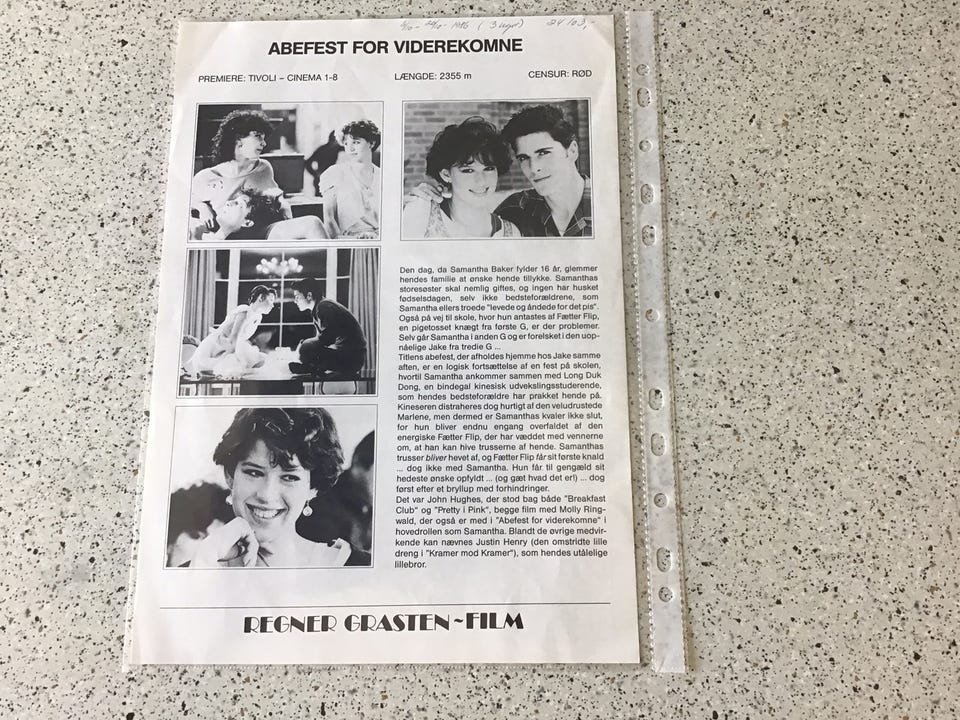 1986 (3 uger)
ABEFEST FOR VIDEREKOMNE
PREMIERE: TIVOLI – CINEMA 1-8 LÆNGDE: 2355 m CENSUR: RØD
Den dag, da Samantha Baker fylder 16 år, glemmer
hendes familie at ønske hende tillykke. Samanthas
storesøster skal nemlig giftes, og ingen har husket
fødselsdagen, selv ikke bedsteforældrene, som
Samantha ellers troede "levede og åndede for det pis".
Også på vej til skole, hvor hun antastes af Fætter Flip,
en pigetosset knægt fra første G, er der problemer.
Selv går Samantha i anden G og er forelsket i den uop-
nåelige Jake fra tredie G ...
Titlens abefest, der afholdes hjemme hos Jake samme
aften, er en logisk fortsættelse af en fest på skolen,
hvortil Samantha ankommer sammen med Long Duk
Dong, en bindegal kinesisk udvekslingsstuderende,
som hendes bedsteforældre har prakket hende på.
Kineseren distraheres dog hurtigt af den veludrustede
Marlene, men dermed er Samanthas kvaler ikke slut,
for hun bliver endnu engang overfaldet af den
energiske Fætter Flip, der har væddet med vennerne
om, at han kan hive trusserne af hende. Samanthas
trusser bliver hevet af, og Fætter Flip får sit første knald
... dog ikke med Samantha. Hun får til gengæld sit
hedeste ønske opfyldt ... (og gæt hvad det er!) ... dog
først efter et bryllup med forhindringer.
Det var John Hughes, der stod bag både "Breakfast
Club" og "Pretty i Pink", begge film med Molly Ring-
wald, der også er med i "Abefest for viderekomne" i
hovedrollen som Samantha. Blandt de øvrige medvir-
kende kan nævnes Justin Henry (den omstridte lille
dreng i "Kramer mod Kramer"), som hendes utålelige
lillebror.
REGNER GRASTEN~FILM